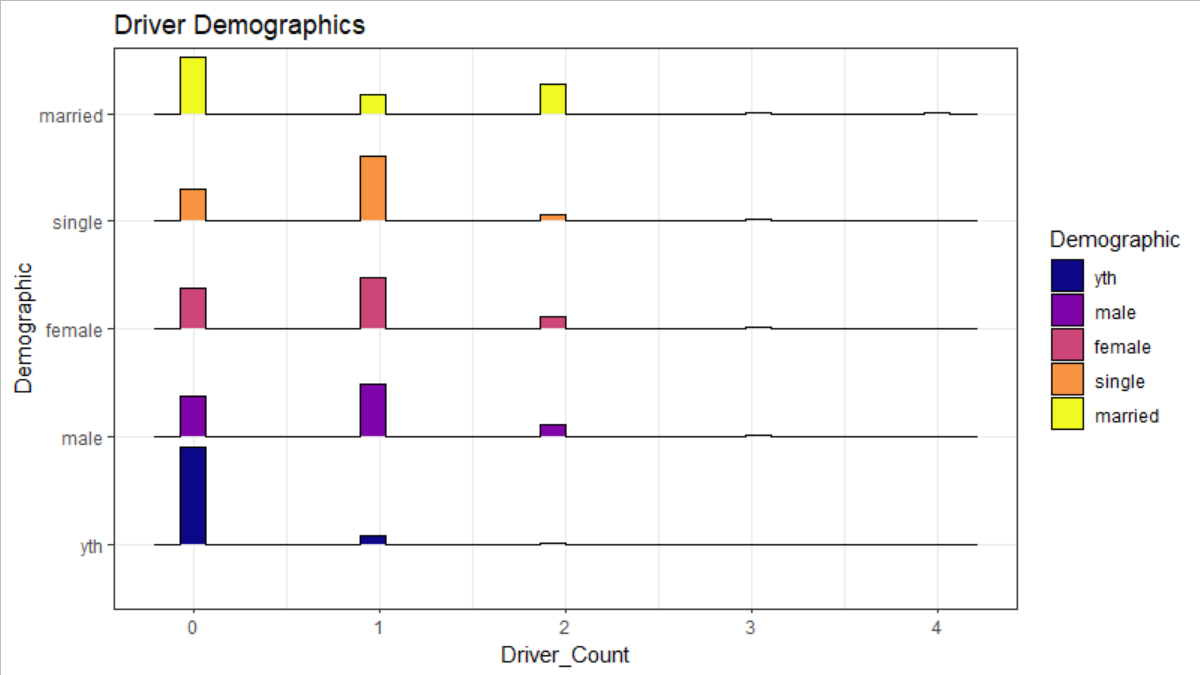 Driver Demographics
married
single
female
male
yth
Demographic
0 1 2 3 4
Driver_Count
Demographic
yth
male
female
single
married